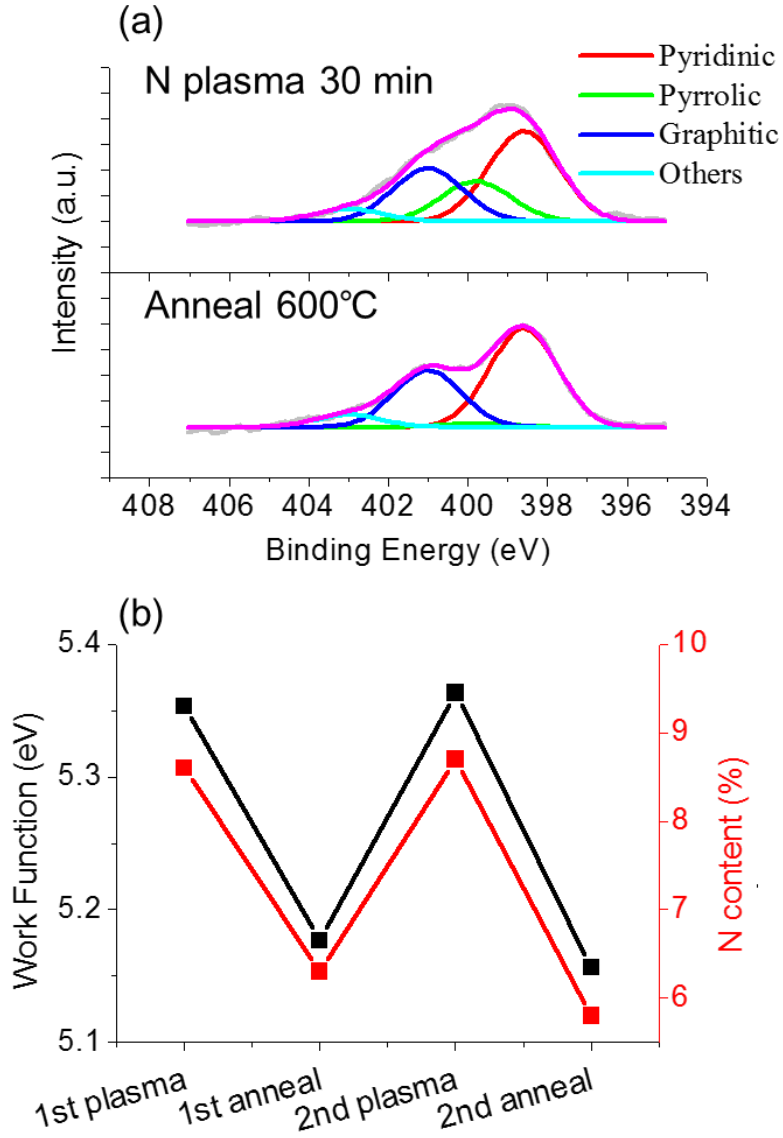 (a)
N plasma 30 min
Pyridinic
Pyrrolic
Graphitic
Others
Intensity (a.u.)
Anneal 600℃
408 406 404 402 400 398 396 394
Binding Energy (eV)
(b)
5.4
5.3
5.2
5.1
Work Function (eV)
10
9
8
7
6
N content (%)
1st plasma
1st anneal
2nd plasma
2nd anneal